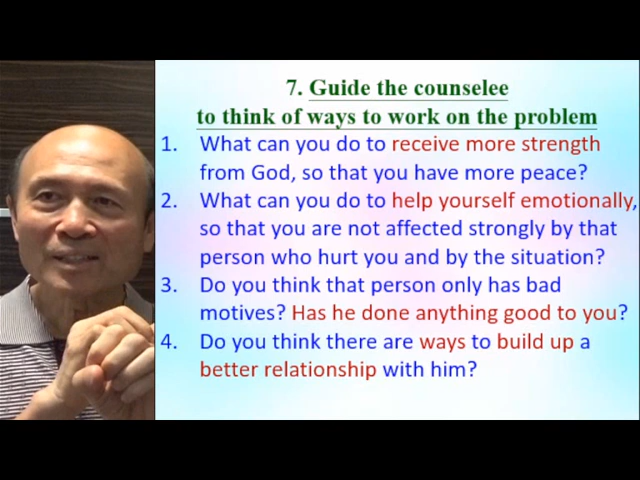 7. Guide the counselee
to think of ways to work on the problem
1. What can you do to receive more strength
from God, so that you have more peace?
2. What can you do to help yourself emotionally,
so that you are not affected strongly by that
person who hurt you and by the situation?
3. Do you think that person only has bad
motives? Has he done anything good to you?
4. Do you think there are ways to build up a
better relationship with him?